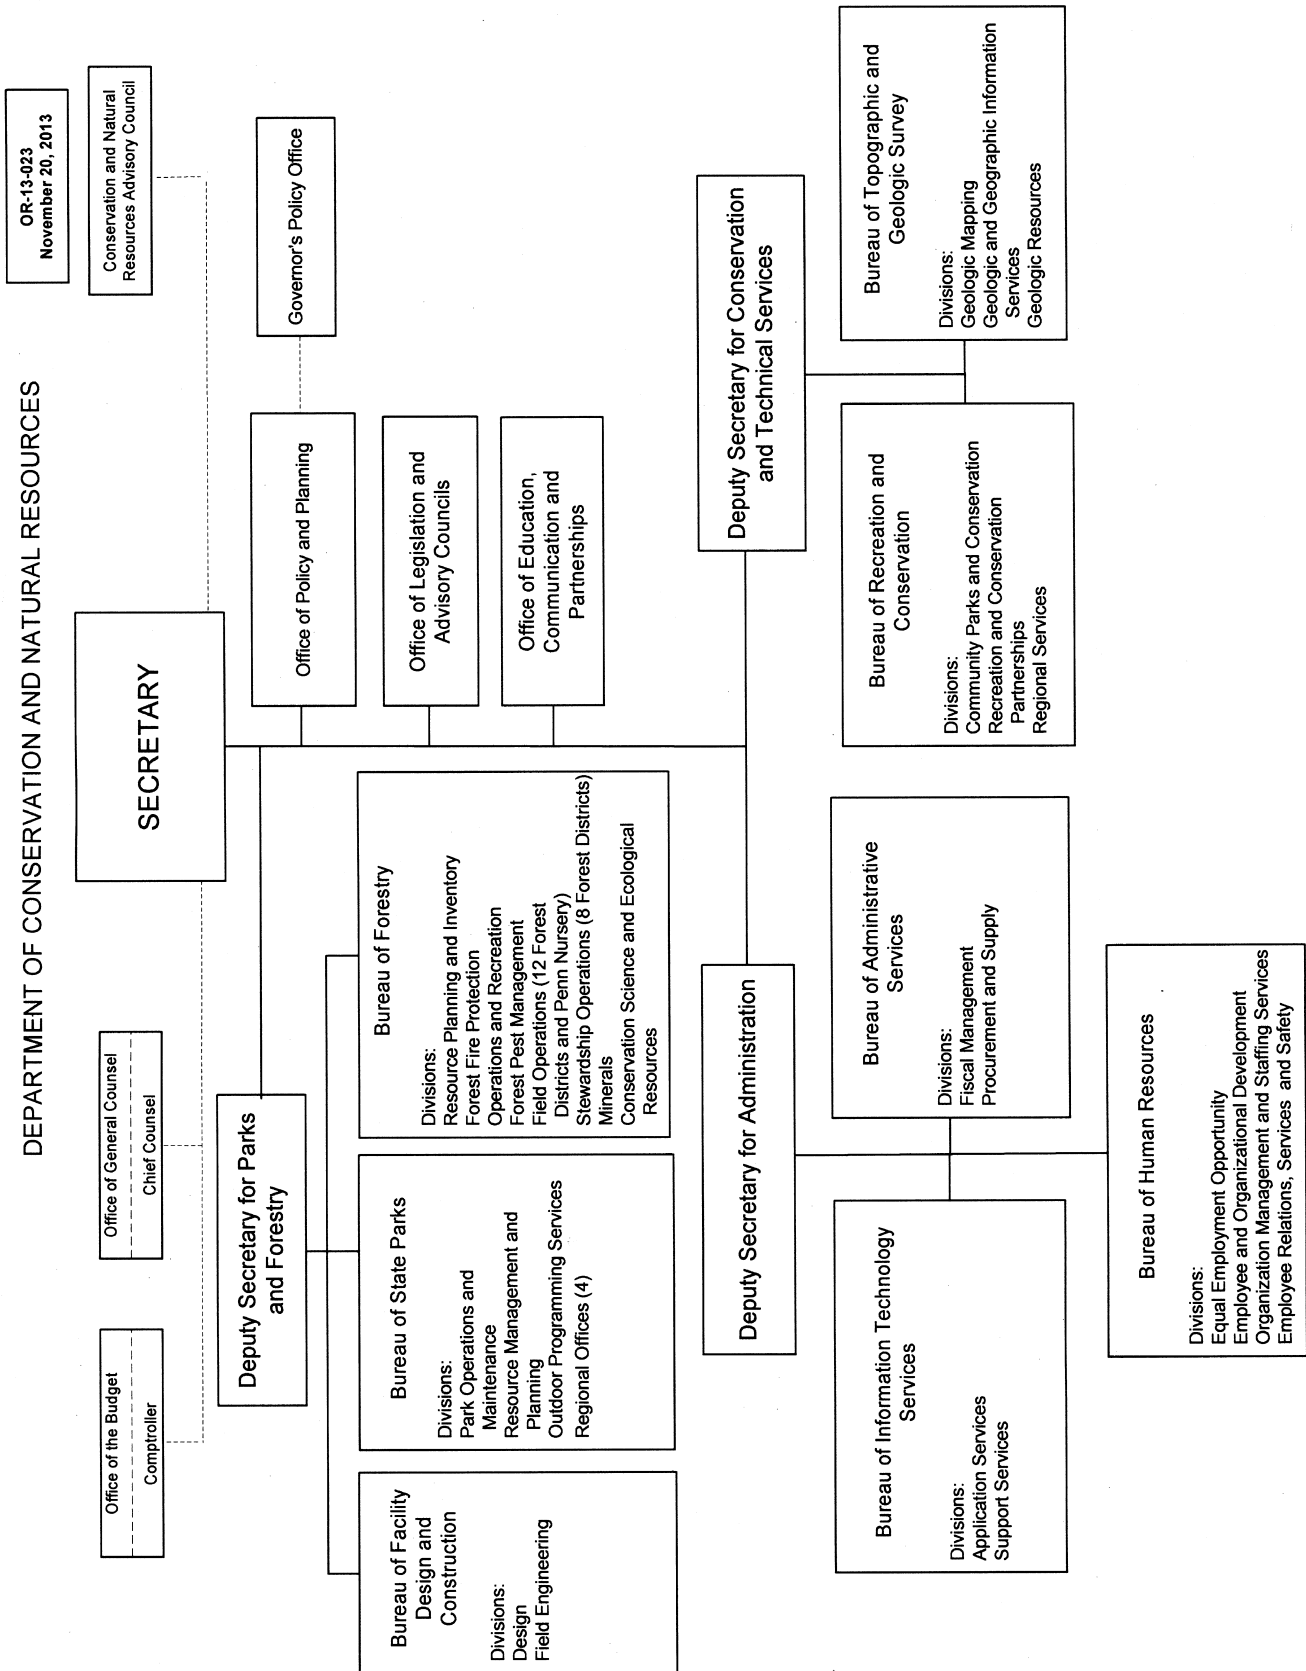 DEPARTMENT OF CONSERVATION AND NATURAL RESOURCES
OR-13-023
November 20, 2013
Office of the Budget
Comptroller
Office of General Counsel
Chief Counsel
SECRETARY
Conservation and Natural
Resources Advisory Council
Deputy Secretary for Parks
and Forestry
Office of Policy and Planning
Governor's Policy Office
Office of Legislation and
Advisory Councils
Office of Education,
Communication and
Partnerships
Bureau of Facility
Design and
Construction
Divisions:
Design
Field Engineering
Bureau of State Parks
Divisions:
Park Operations and
Maintenance
Resource Management and
Planning
Outdoor Programming Services
Regional Offices (4)
Bureau of Forestry
Divisions:
Resource Planning and Inventory
Forest Fire Protection
Operations and Recreation
Forest Pest Management
Field Operations (12 Forest
Districts and Penn Nursery)
Stewardship Operations (8 Forest Districts)
Minerals
Conservation Science and Ecological
Resources
Deputy Secretary for Administration
Deputy Secretary for Conservation
and Technical Services
Bureau of Information Technology
Services
Divisions:
Application Services
Support Services
Bureau of Administrative
Services
Divisions:
Fiscal Management
Procurement and Supply
Bureau of Recreation and
Conservation
Divisions:
Community Parks and Conservation
Recreation and Conservation
Partnerships
Regional Services
Bureau of Topographic and
Geologic Survey
Divisions:
Geologic Mapping
Geologic and Geographic Information
Services
Geologic Resources
Bureau of Human Resources
Divisions:
Equal Employment Opportunity
Employee and Organizational Development
Organization Management and Staffing Services
Employee Relations, Services and Safety